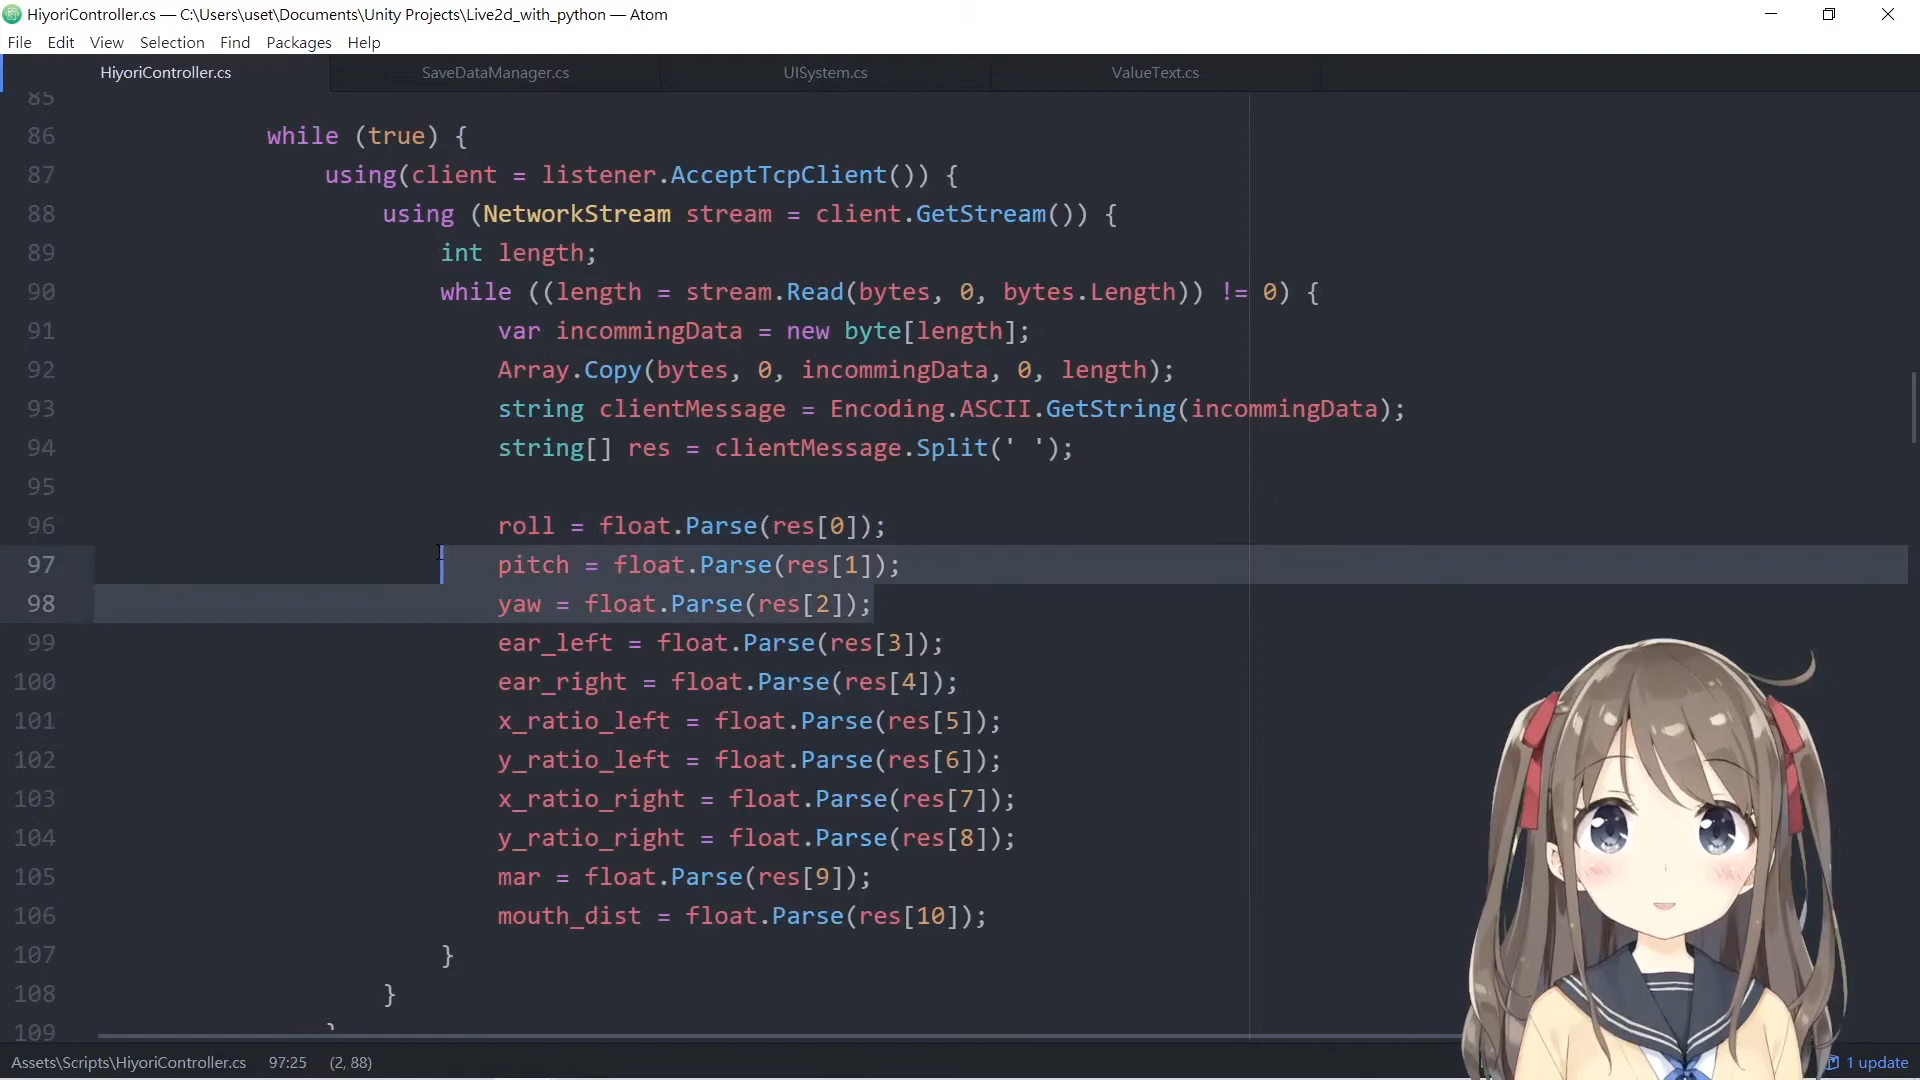 HiyoriController.cs — C:\Users\uset\Documents\Unity Projects\Live2d_with_python — Atom
File Edit View Selection Find Packages Help
HiyoriController.cs SaveDataManager.cs UISystem.cs ValueText.cs
85
86 while (true) {
87 using(client = listener.AcceptTcpClient()) {
88 using (NetworkStream stream = client.GetStream()) {
89 int length;
90 while ((length = stream.Read(bytes, 0, bytes.Length)) != 0) {
91 var incommingData = new byte[length];
92 Array.Copy(bytes, 0, incommingData, 0, length);
93 string clientMessage = Encoding.ASCII.GetString(incommingData);
94 string[] res = clientMessage.Split(' ');
95
96 roll = float.Parse(res[0]);
97 pitch = float.Parse(res[1]);
98 yaw = float.Parse(res[2]);
99 ear_left = float.Parse(res[3]);
100 ear_right = float.Parse(res[4]);
101 x_ratio_left = float.Parse(res[5]);
102 y_ratio_left = float.Parse(res[6]);
103 x_ratio_right = float.Parse(res[7]);
104 y_ratio_right = float.Parse(res[8]);
105 mar = float.Parse(res[9]);
106 mouth_dist = float.Parse(res[10]);
107 }
108 }
109 }
Assets\Scripts\HiyoriController.cs 97:25 (2, 88) 1 update